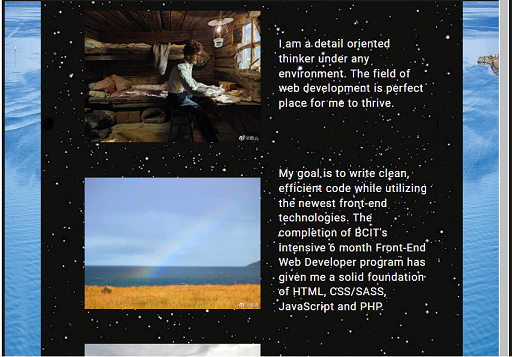 I am a detail oriented
thinker under any
environment. The field of
web development is perfect
place for me to thrive.
My goal is to write clean,
efficient code while utilizing
the newest front-end
technologies. The
completion of BCIT's
Intensive 6 month Front-End
Web Developer program has
given me a solid foundation
of HTML, CSS/SASS,
JavaScript and PHP.